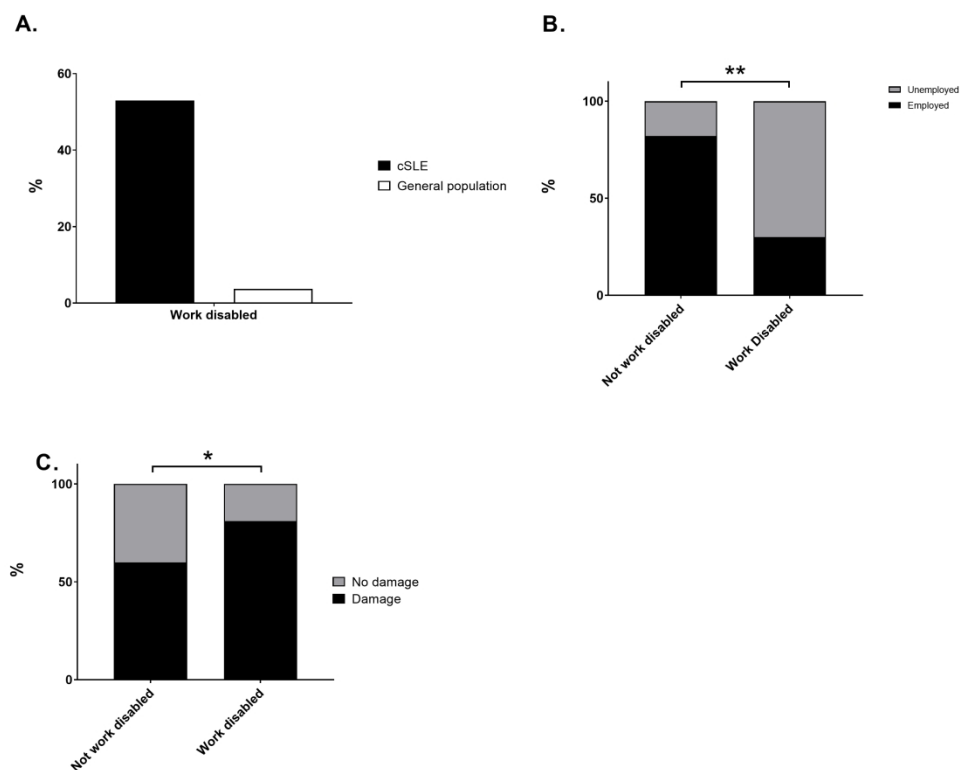 A.
60
40
20
0
%
Work disabled
cSLE
General population
B.
**
100
50
0
%
Not work disabled
Work Disabled
Unemployed
Employed
C.
*
100
50
0
%
Not work disabled
Work disabled
No damage
Damage